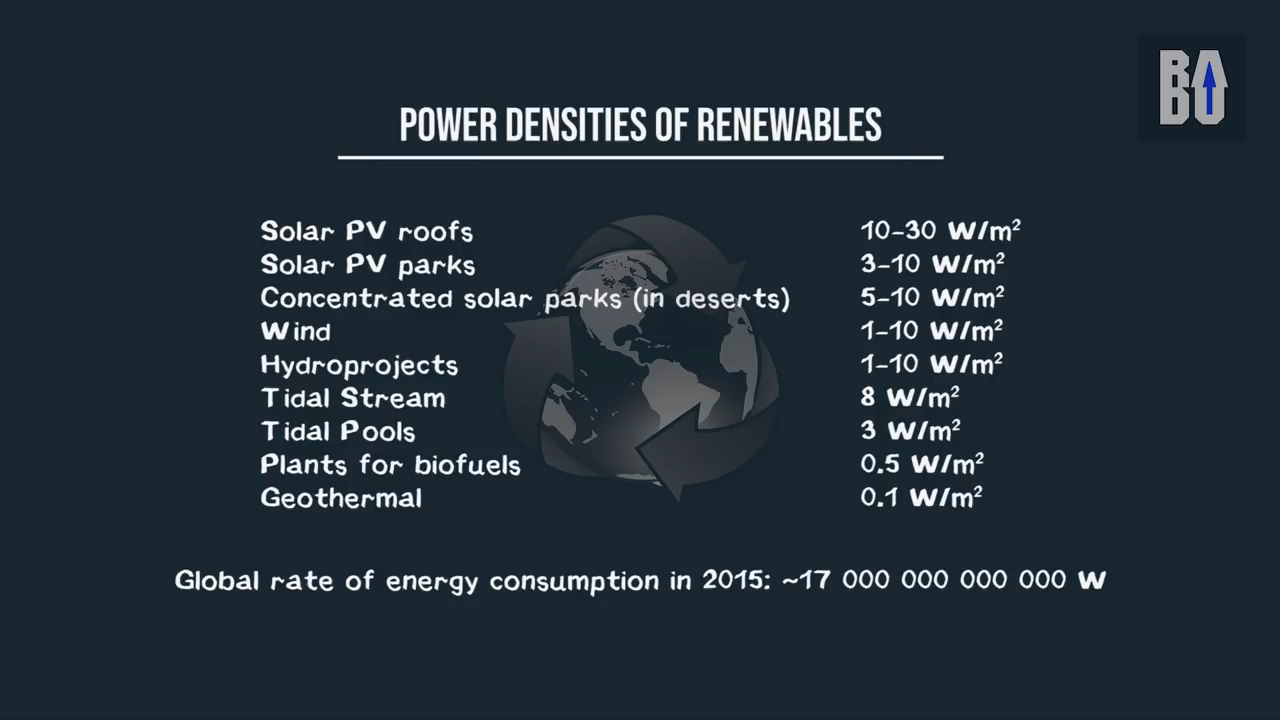 BA
DU
POWER DENSITIES OF RENEWABLES
Solar PV roofs 10-30 W/m²
Solar PV parks 3-10 W/m²
Concentrated solar parks (in deserts) 5-10 W/m²
Wind 1-10 W/m²
Hydroprojects 1-10 W/m²
Tidal Stream 8 W/m²
Tidal Pools 3 W/m²
Plants for biofuels 0.5 W/m²
Geothermal 0.1 W/m²
Global rate of energy consumption in 2015: ~17 000 000 000 000 W